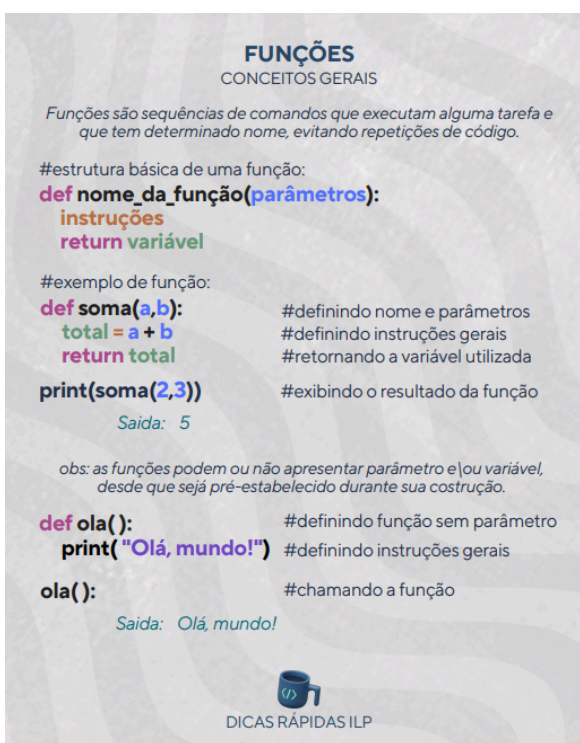 FUNÇÕES
CONCEITOS GERAIS
Funções são sequências de comandos que executam alguma tarefa e
que tem determinado nome, evitando repetições de código.
#estrutura básica de uma função:
def nome_da_função(parâmetros):
instruções
return variável
#exemplo de função:
def soma(a,b): #definindo nome e parâmetros
total = a + b #definindo instruções gerais
return total #retornando a variável utilizada
print(soma(2,3)) #exibindo o resultado da função
Saida: 5
obs: as funções podem ou não apresentar parâmetro e\ou variável,
desde que sejá pré-estabelecido durante sua costrução.
def ola( ): #definindo função sem parâmetro
print( "Olá, mundo!") #definindo instruções gerais
ola( ): #chamando a função
Saida: Olá, mundo!
</>
DICAS RÁPIDAS ILP